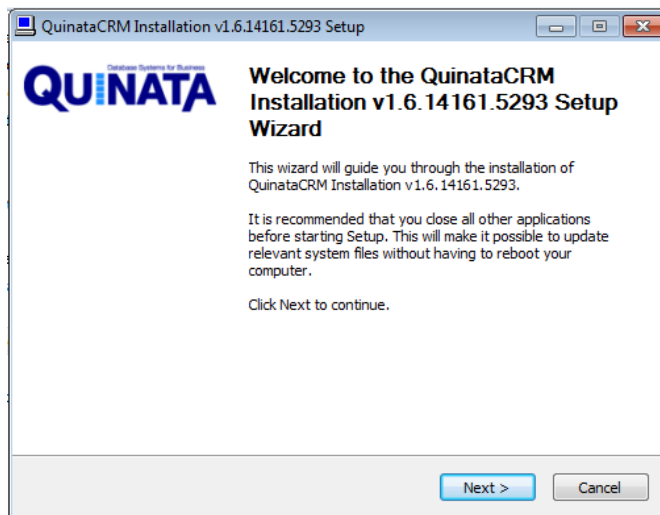 QuinataCRM Installation v1.6.14161.5293 Setup
Database Systems for Business
QUINATA
Welcome to the QuinataCRM
Installation v1.6.14161.5293 Setup
Wizard
This wizard will guide you through the installation of
QuinataCRM Installation v1.6.14161.5293.
It is recommended that you close all other applications
before starting Setup. This will make it possible to update
relevant system files without having to reboot your
computer.
Click Next to continue.
Next >
Cancel